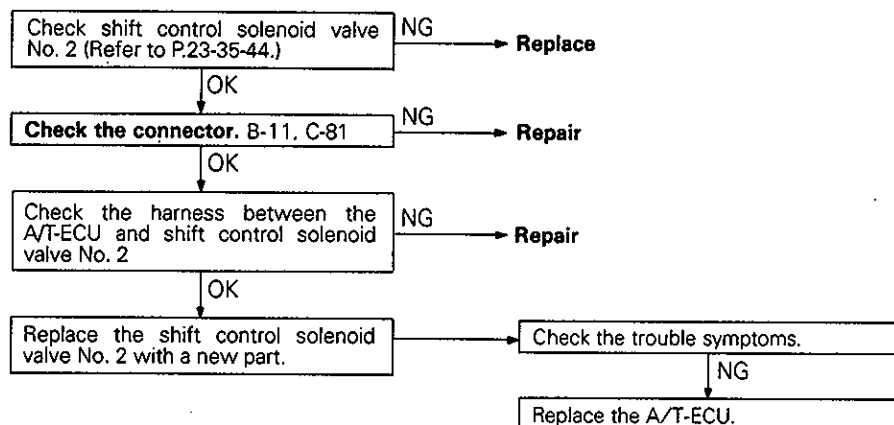 Check shift control solenoid valve
No. 2 (Refer to P.23-35-44.)
NG
Replace
OK
Check the connector. B-11, C-81
NG
Repair
OK
Check the harness between the
A/T-ECU and shift control solenoid
valve No. 2
NG
Repair
OK
Replace the shift control solenoid
valve No. 2 with a new part.
Check the trouble symptoms.
NG
Replace the A/T-ECU.